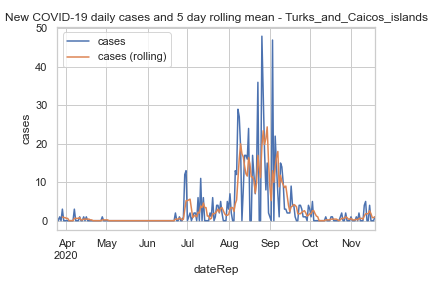 New COVID-19 daily cases and 5 day rolling mean - Turks_and_Caicos_islands
cases
cases (rolling)
50
40
30
20
10
0
cases
Apr
2020
May
Jun
Jul
Aug
Sep
Oct
Nov
dateRep